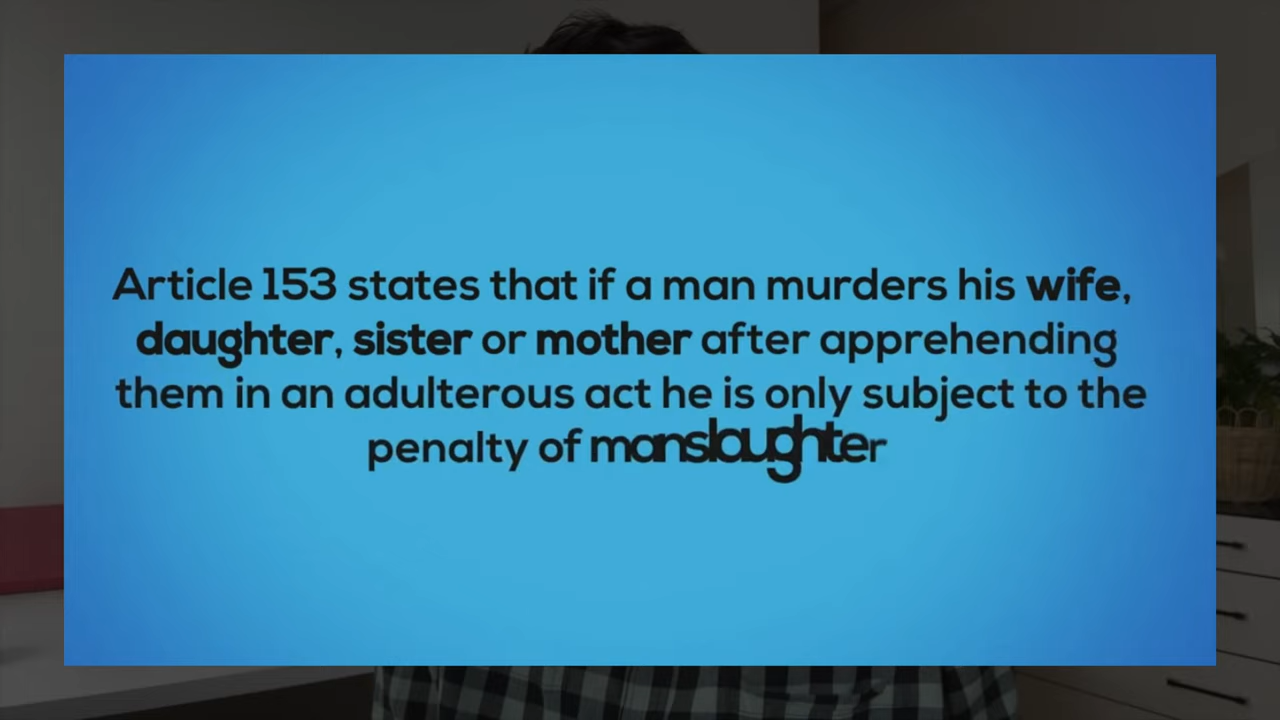 Article 153 states that if a man murders his wife,
daughter, sister or mother after apprehending
them in an adulterous act he is only subject to the
penalty of manslaughter